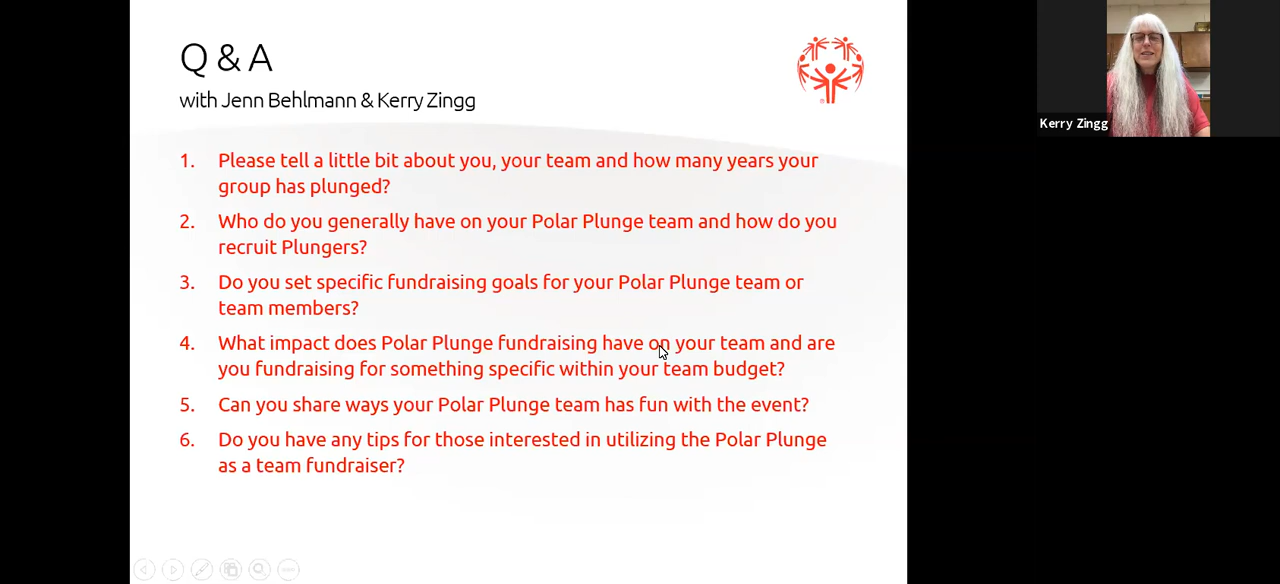 Q & A
with Jenn Behlmann & Kerry Zingg
Kerry Zingg
1. Please tell a little bit about you, your team and how many years your
group has plunged?
2. Who do you generally have on your Polar Plunge team and how do you
recruit Plungers?
3. Do you set specific fundraising goals for your Polar Plunge team or
team members?
4. What impact does Polar Plunge fundraising have on your team and are
you fundraising for something specific within your team budget?
5. Can you share ways your Polar Plunge team has fun with the event?
6. Do you have any tips for those interested in utilizing the Polar Plunge
as a team fundraiser?